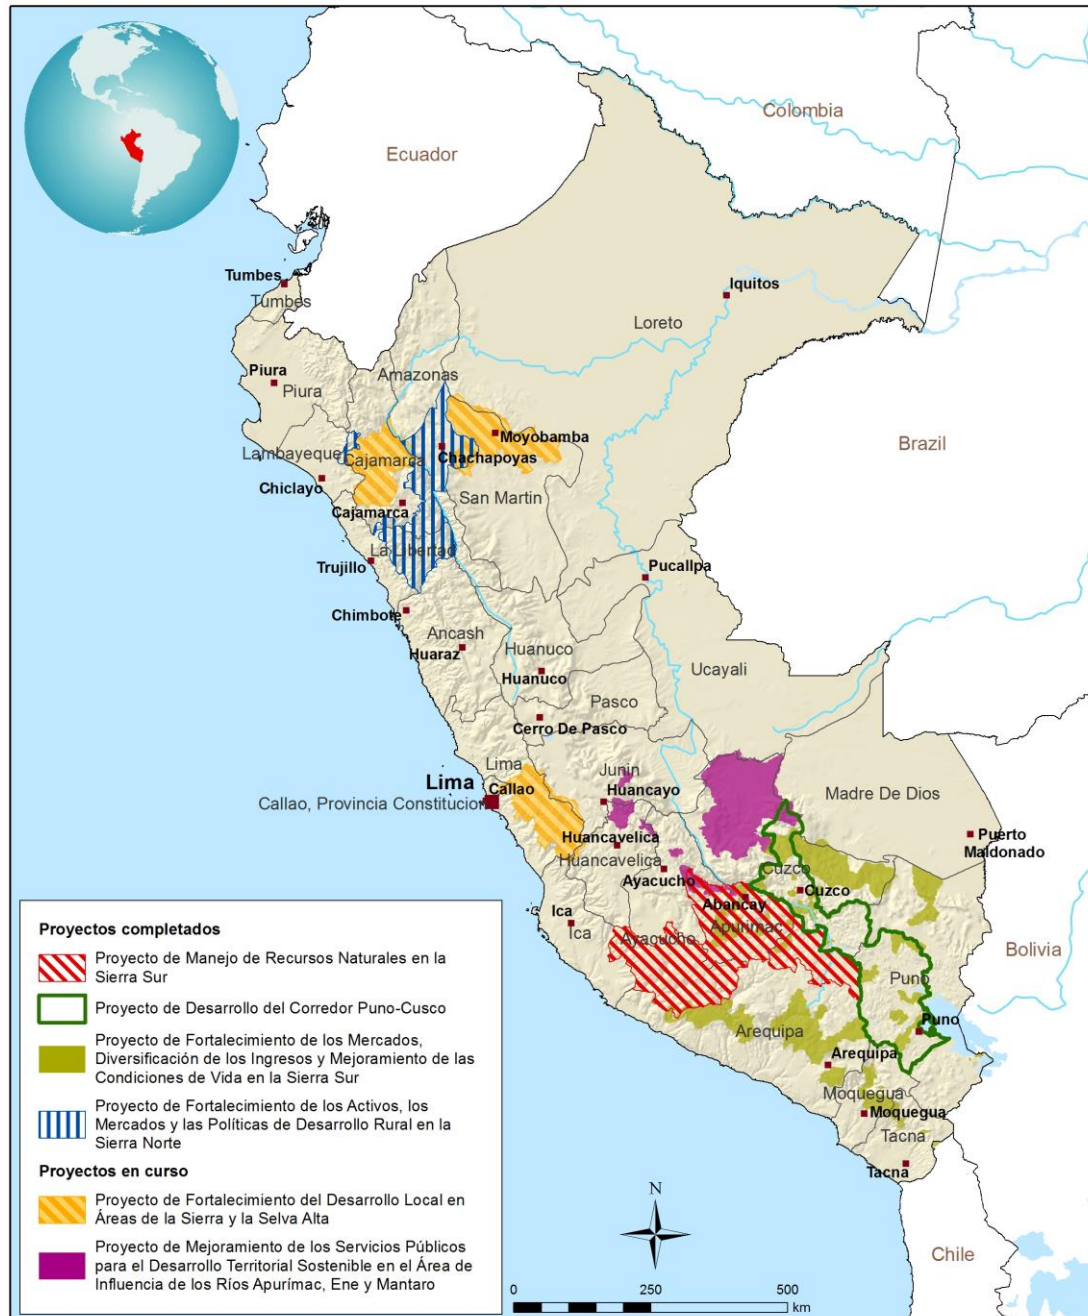 Colombia
Ecuador
Tumbes
Tumbes
Iquitos
Loreto
Piura
Piura
Amazonas
Moyobamba
Brazil
Lambayeque
Cajamarca
Chachapoyas
Chiclayo
San Martin
Cajamarca
La Libertad
Trujillo
Pucallpa
Chimbote
Ancash
Huaraz
Huanuco
Huanuco
Ucayali
Pasco
Cerro De Pasco
Lima
Junin
Lima
Callao
Huancayo
Madre De Dios
Callao, Provincia Constitucion
Huancavelica
Puerto
Maldonado
Huancavelica
Cuzco
Ayacucho
Cuzco
Abancay
Ica
Ica
Apurimac
Ayacucho
Bolivia
Puno
Puno
Arequipa
Arequipa
Moquegua
Moquegua
Tacna
Tacna
Chile
Proyectos completados
Proyecto de Manejo de Recursos Naturales en la
Sierra Sur
Proyecto de Desarrollo del Corredor Puno-Cusco
Proyecto de Fortalecimiento de los Mercados,
Diversificación de los Ingresos y Mejoramiento de las
Condiciones de Vida en la Sierra Sur
Proyecto de Fortalecimiento de los Activos, los
Mercados y las Políticas de Desarrollo Rural en la
Sierra Norte
Proyectos en curso
Proyecto de Fortalecimiento del Desarrollo Local en
Áreas de la Sierra y la Selva Alta
Proyecto de Mejoramiento de los Servicios Públicos
para el Desarrollo Territorial Sostenible en el Área de
Influencia de los Ríos Apurímac, Ene y Mantaro
N
0 250 500
km